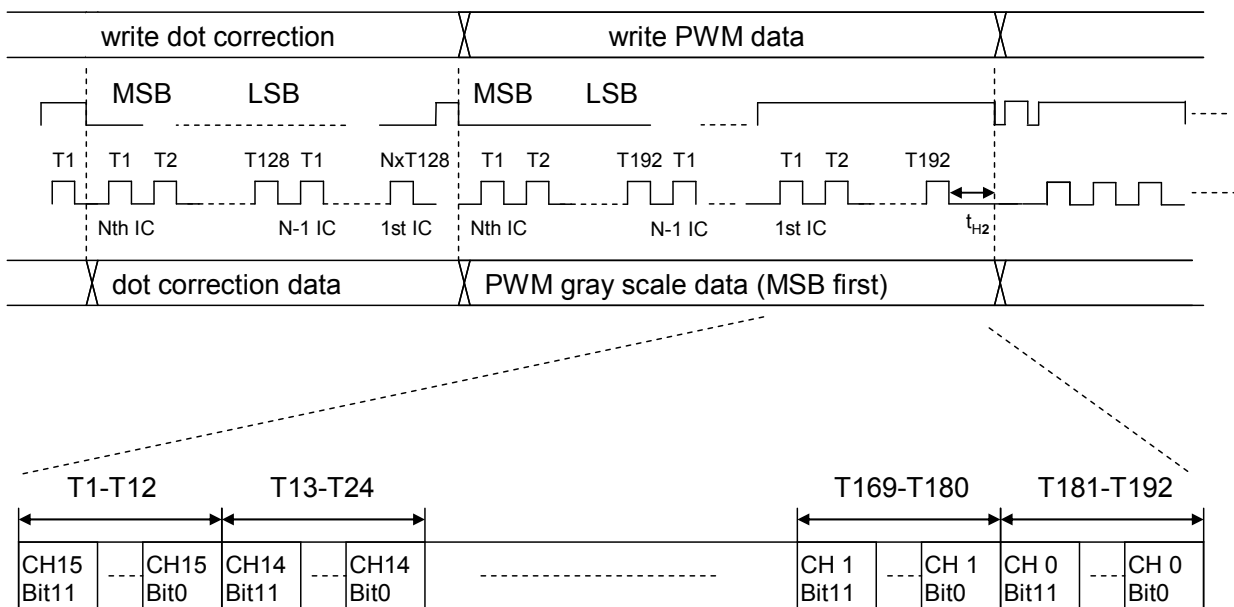 write dot correction write PWM data
MSB LSB MSB LSB
T1 T1 T2 T128 T1 NxT128 T1 T2 T192 T1 T1 T2 T192
Nth IC N-1 IC 1st IC Nth IC N-1 IC 1st IC tH2
dot correction data PWM gray scale data (MSB first)
T1-T12 T13-T24 T169-T180 T181-T192
CH15 CH15 CH14 CH14 CH 1 CH 1 CH 0 CH 0
Bit11 Bit0 Bit11 Bit0 Bit11 Bit0 Bit11 Bit0